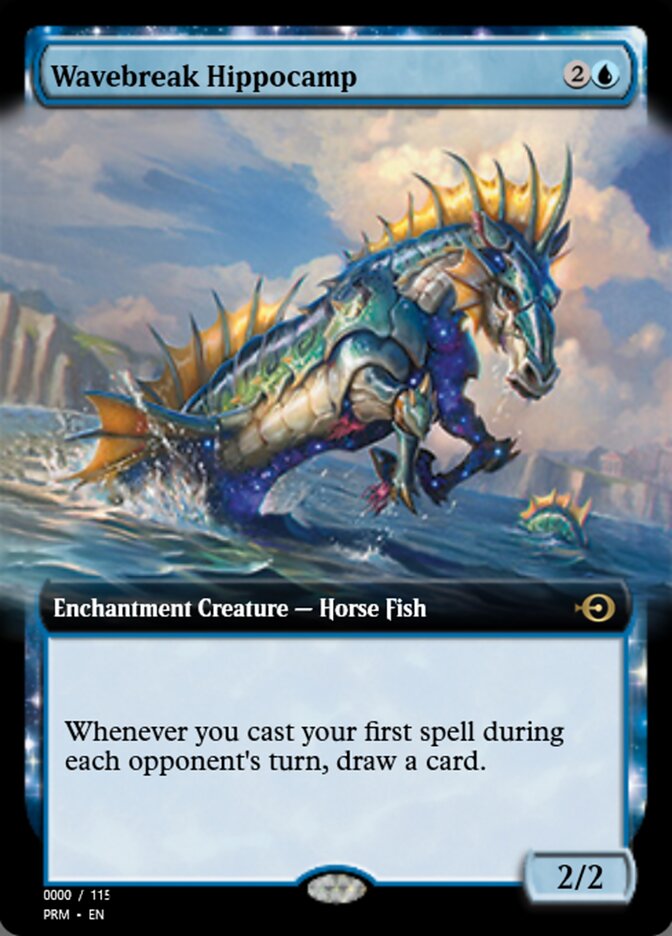 Wavebreak Hippocamp 2
Enchantment Creature — Horse Fish
Whenever you cast your first spell during
each opponent's turn, draw a card.
2/2
0000 / 115
PRM • EN